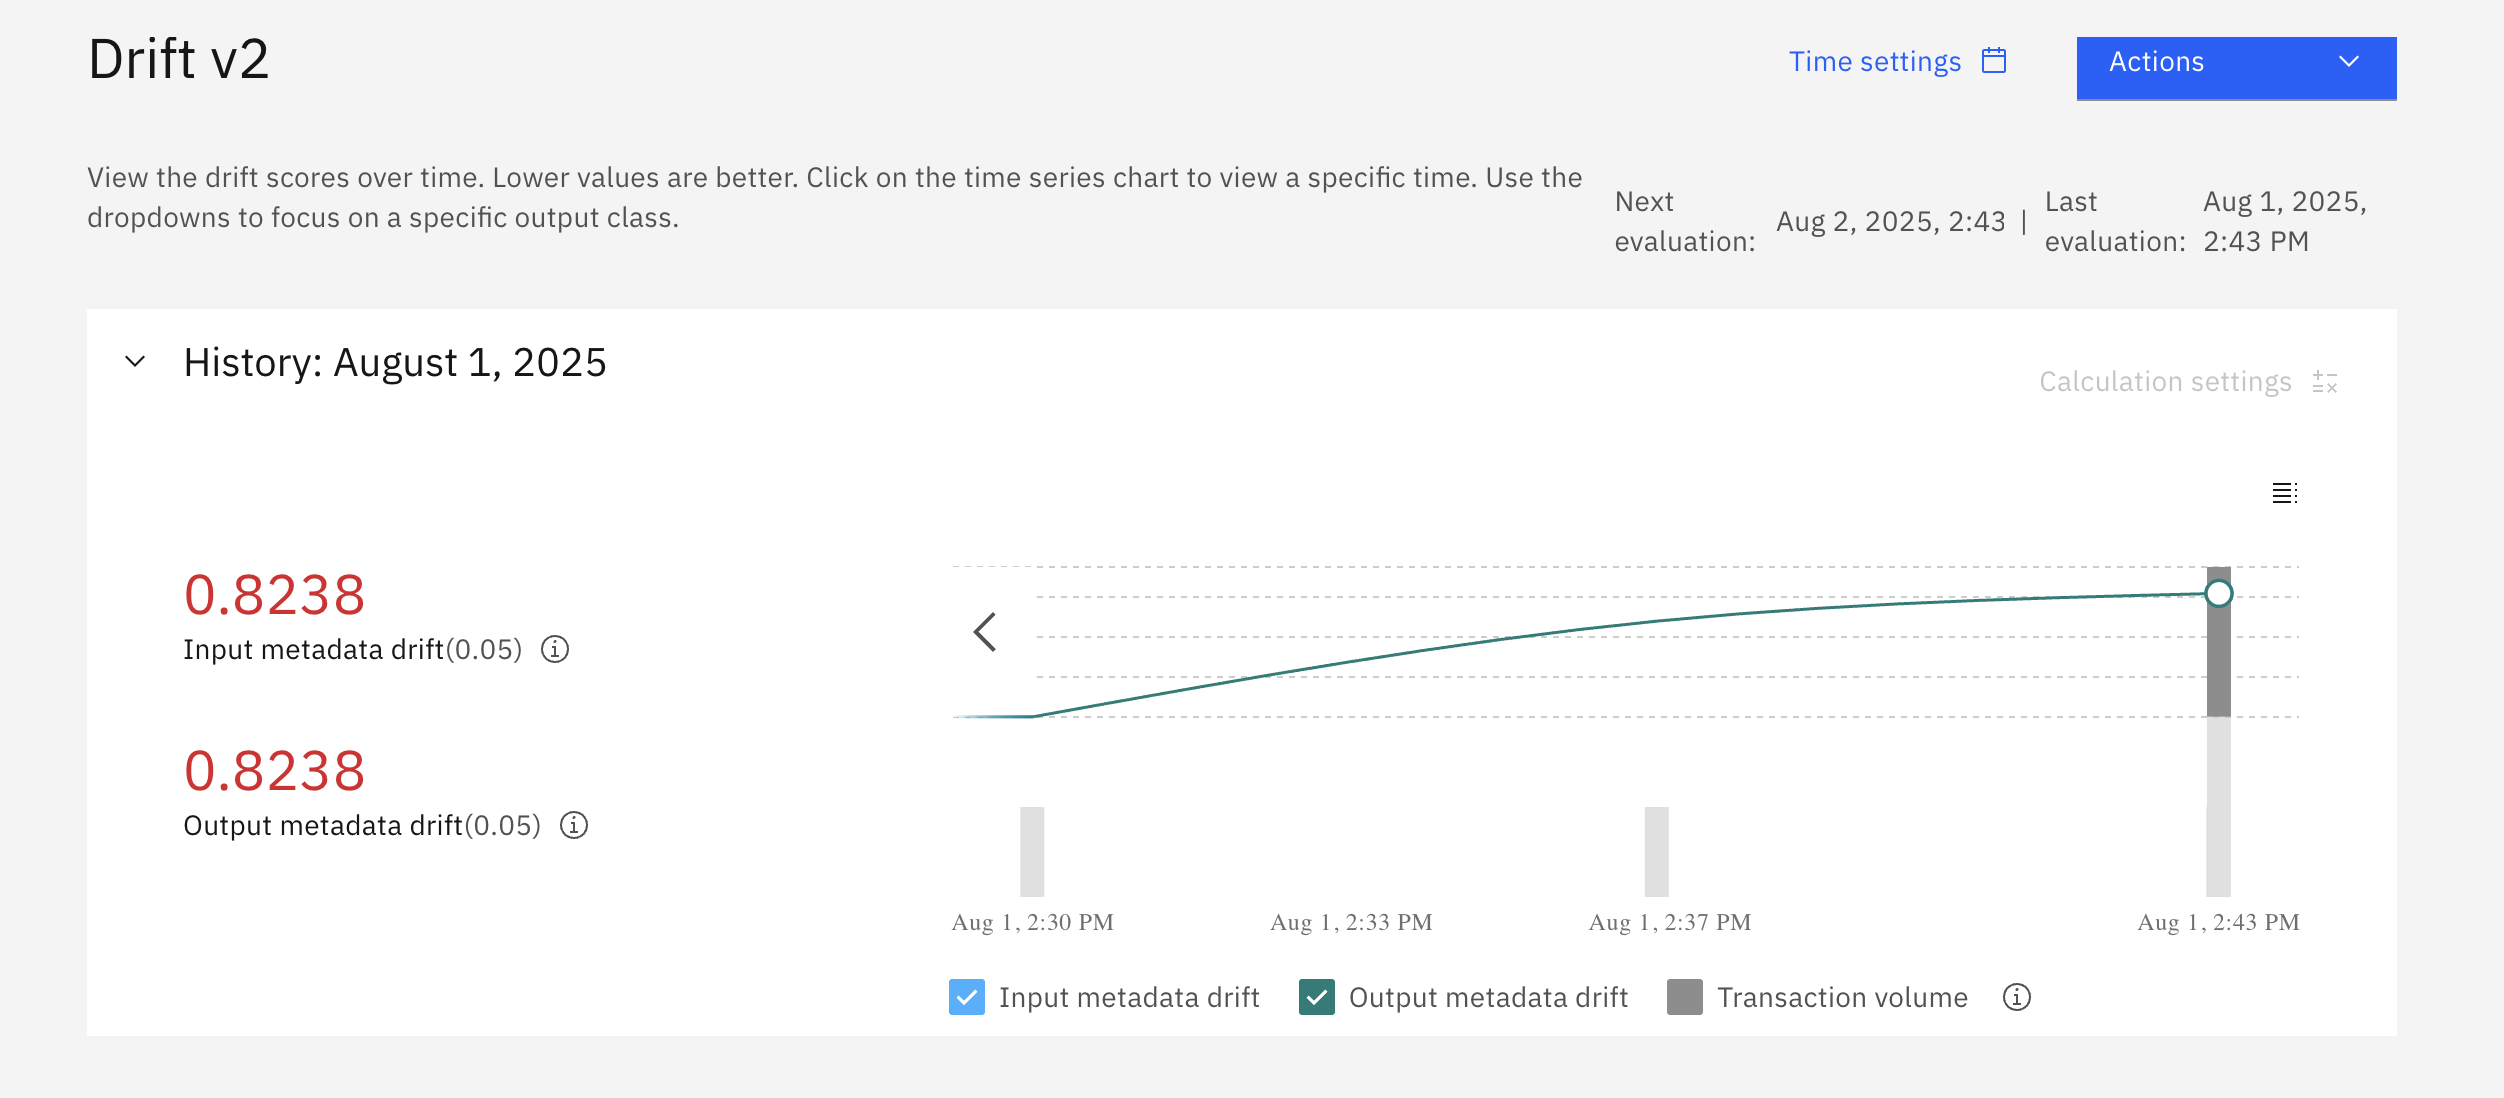 Drift v2
Time settings
Actions
View the drift scores over time. Lower values are better. Click on the time series chart to view a specific time. Use the
dropdowns to focus on a specific output class.
Next
evaluation:
Aug 2, 2025, 2:43 |
Last
evaluation:
Aug 1, 2025,
2:43 PM
History: August 1, 2025
Calculation settings
0.8238
Input metadata drift(0.05)
0.8238
Output metadata drift(0.05)
Aug 1, 2:30 PM
Aug 1, 2:33 PM
Aug 1, 2:37 PM
Aug 1, 2:43 PM
Input metadata drift
Output metadata drift
Transaction volume